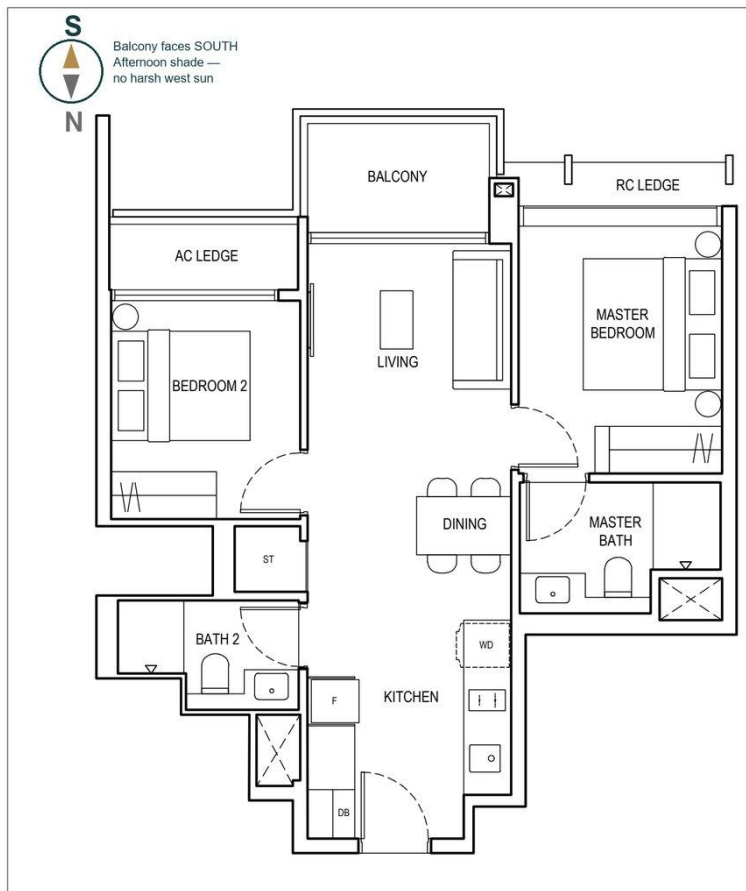 S
Balcony faces SOUTH
Afternoon shade —
no harsh west sun
N
BALCONY
RC LEDGE
AC LEDGE
MASTER
BEDROOM
LIVING
BEDROOM 2
DINING
MASTER
BATH
ST
BATH 2
WD
KITCHEN
F
DB